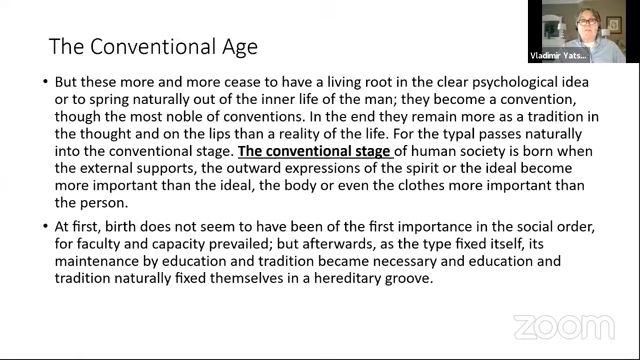 The Conventional Age
• But these more and more cease to have a living root in the clear psychological idea
or to spring naturally out of the inner life of the man; they become a convention,
though the most noble of conventions. In the end they remain more as a tradition in
the thought and on the lips than a reality of the life. For the typal passes naturally
into the conventional stage. The conventional stage of human society is born when
the external supports, the outward expressions of the spirit or the ideal become
more important than the ideal, the body or even the clothes more important than
the person.
• At first, birth does not seem to have been of the first importance in the social order,
for faculty and capacity prevailed; but afterwards, as the type fixed itself, its
maintenance by education and tradition became necessary and education and
tradition naturally fixed themselves in a hereditary groove.
Vladimir Yats...
zoom